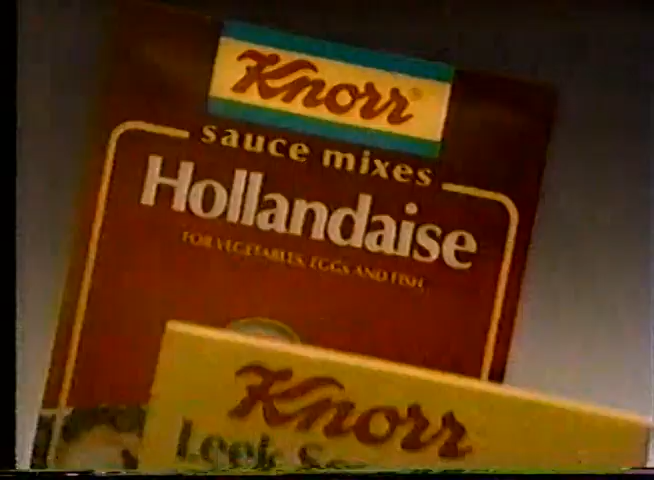 Knorr®
sauce mixes
Hollandaise
FOR VEGETABLES, EGGS AND FISH
Knorr
Leek